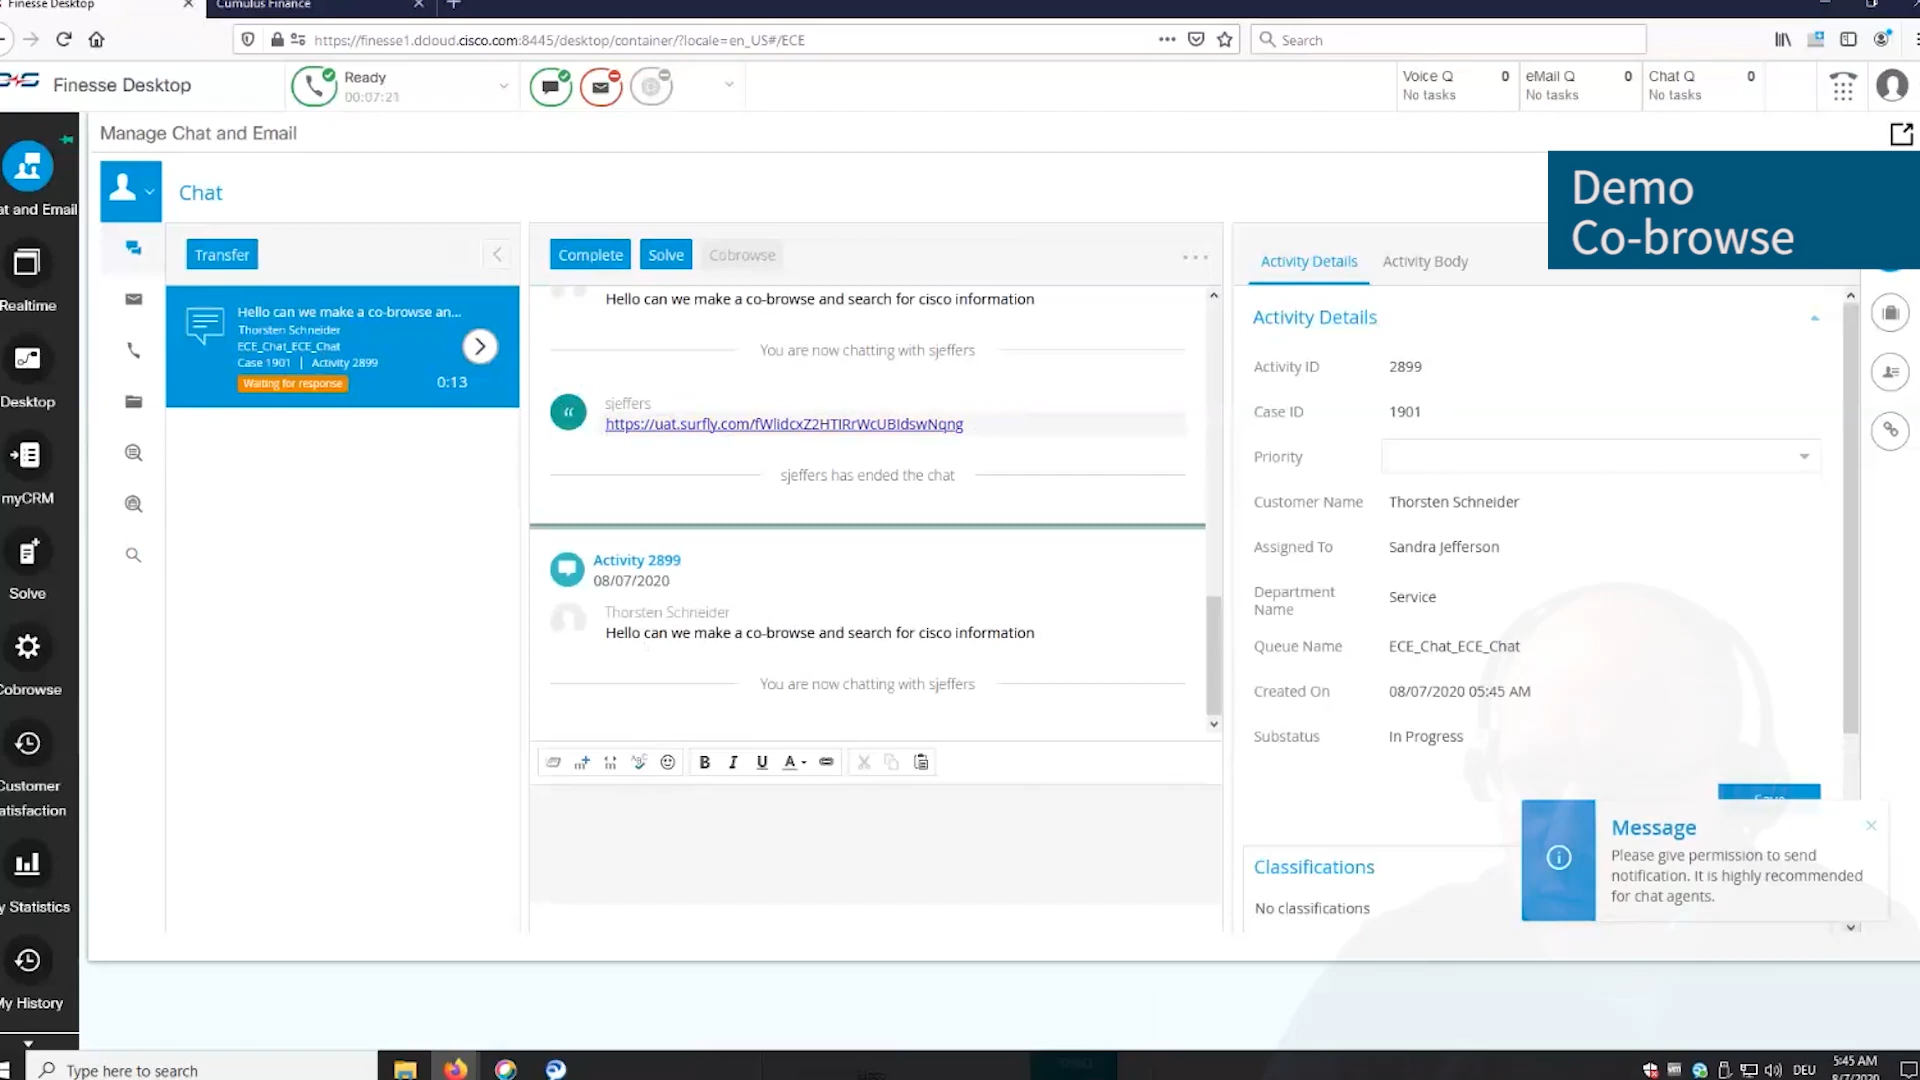 Finesse Desktop
Cumulus Finance
https://finesse1.dcloud.cisco.com:8445/desktop/container/?locale=en_US#/ECE
Search
Finesse Desktop
Ready
00:07:21
Voice Q 0
No tasks
eMail Q 0
No tasks
Chat Q 0
No tasks
Manage Chat and Email
Demo
Co-browse
at and Email
Realtime
Desktop
myCRM
Solve
Cobrowse
Customer
atisfaction
y Statistics
My History
Chat
Transfer
Hello can we make a co-browse an...
Thorsten Schneider
ECE_Chat_ECE_Chat
Case 1901 | Activity 2899
Waiting for response
0:13
Complete
Solve
Cobrowse
Hello can we make a co-browse and search for cisco information
You are now chatting with sjeffers
sjeffers
sjeffers has ended the chat
Activity 2899
08/07/2020
Thorsten Schneider
Hello can we make a co-browse and search for cisco information
You are now chatting with sjeffers
B I U A
Activity Details
Activity Body
Activity Details
Activity ID 2899
Case ID 1901
Priority
Customer Name Thorsten Schneider
Assigned To Sandra Jefferson
Department
Name
Service
Queue Name ECE_Chat_ECE_Chat
Created On 08/07/2020 05:45 AM
Substatus In Progress
Save
Classifications
No classifications
Message
Please give permission to send
notification. It is highly recommended
for chat agents.
Type here to search
DEU
5:45 AM
8/7/2020